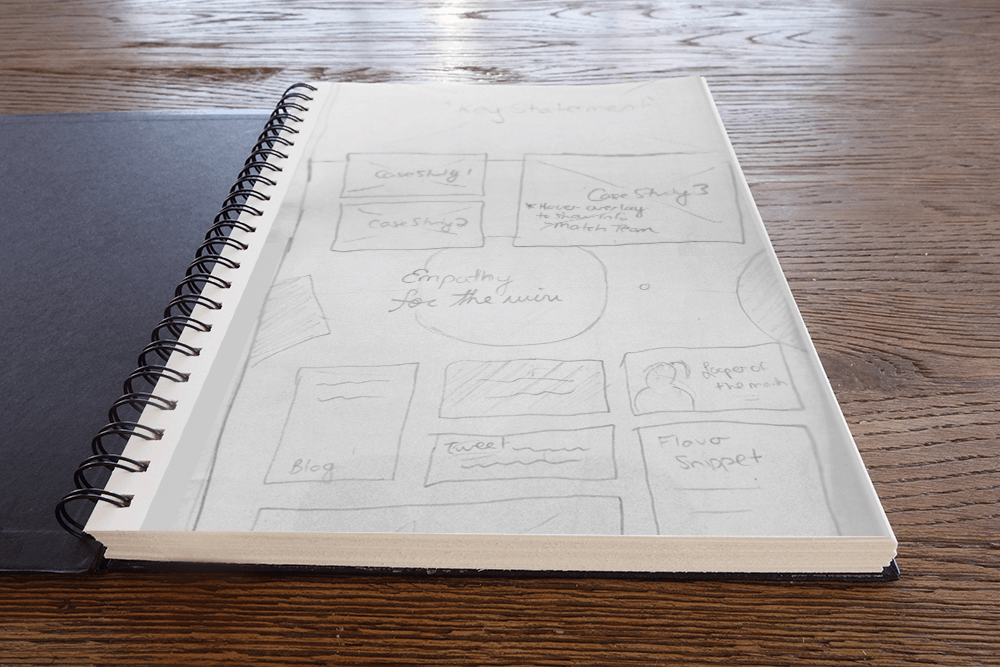 "Key Statement"
Case Study 1
Case Study 2
Case Study 3
* Hover overlay
to show info
> Match Team
Empathy
for the win
Blog
Tweet
of
the month
Flavor
Snippet